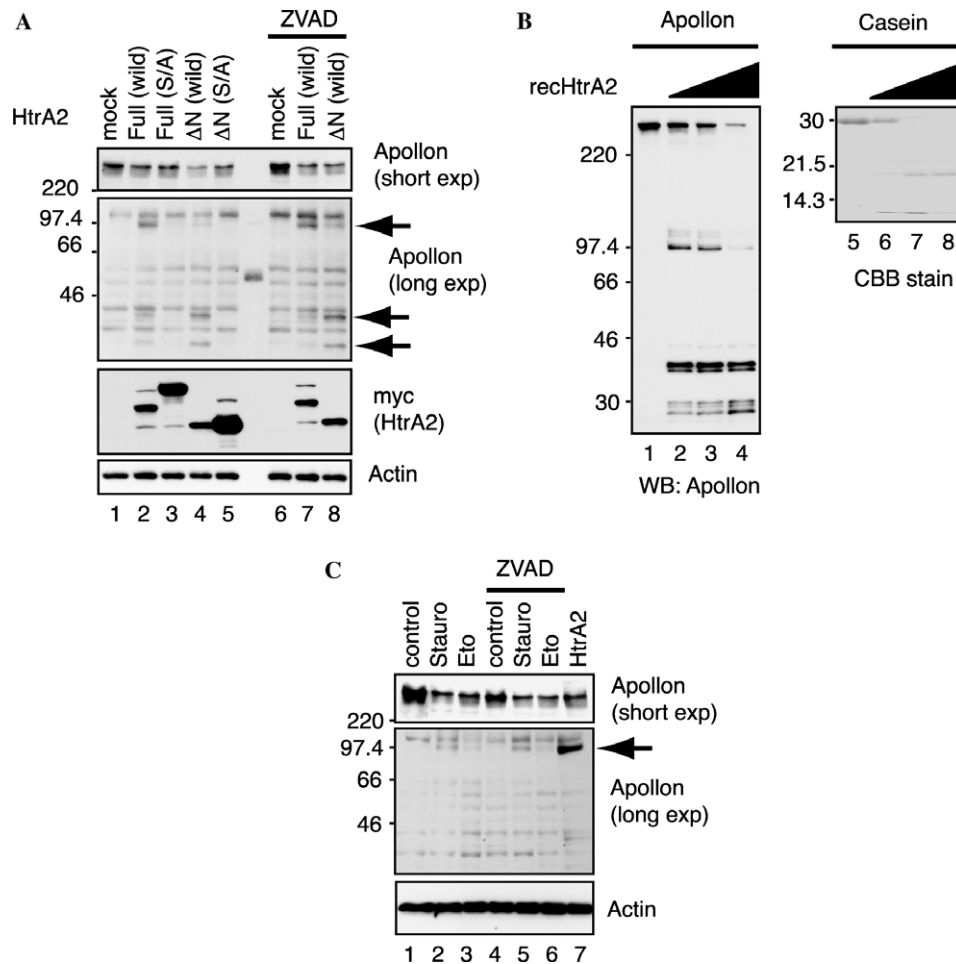 A
ZVAD
HtrA2
mock
Full (wild)
Full (S/A)
ΔN (wild)
ΔN (S/A)
mock
Full (wild)
ΔN (wild)
Apollon
(short exp)
220
97.4
66
46
Apollon
(long exp)
myc
(HtrA2)
Actin
1 2 3 4 5 6 7 8
B
Apollon
Casein
recHtrA2
220
97.4
66
46
30
1 2 3 4
WB: Apollon
30
21.5
14.3
5 6 7 8
CBB stain
C
ZVAD
control
Stauro
Eto
control
Stauro
Eto
HtrA2
Apollon
(short exp)
220
97.4
66
46
Apollon
(long exp)
Actin
1 2 3 4 5 6 7